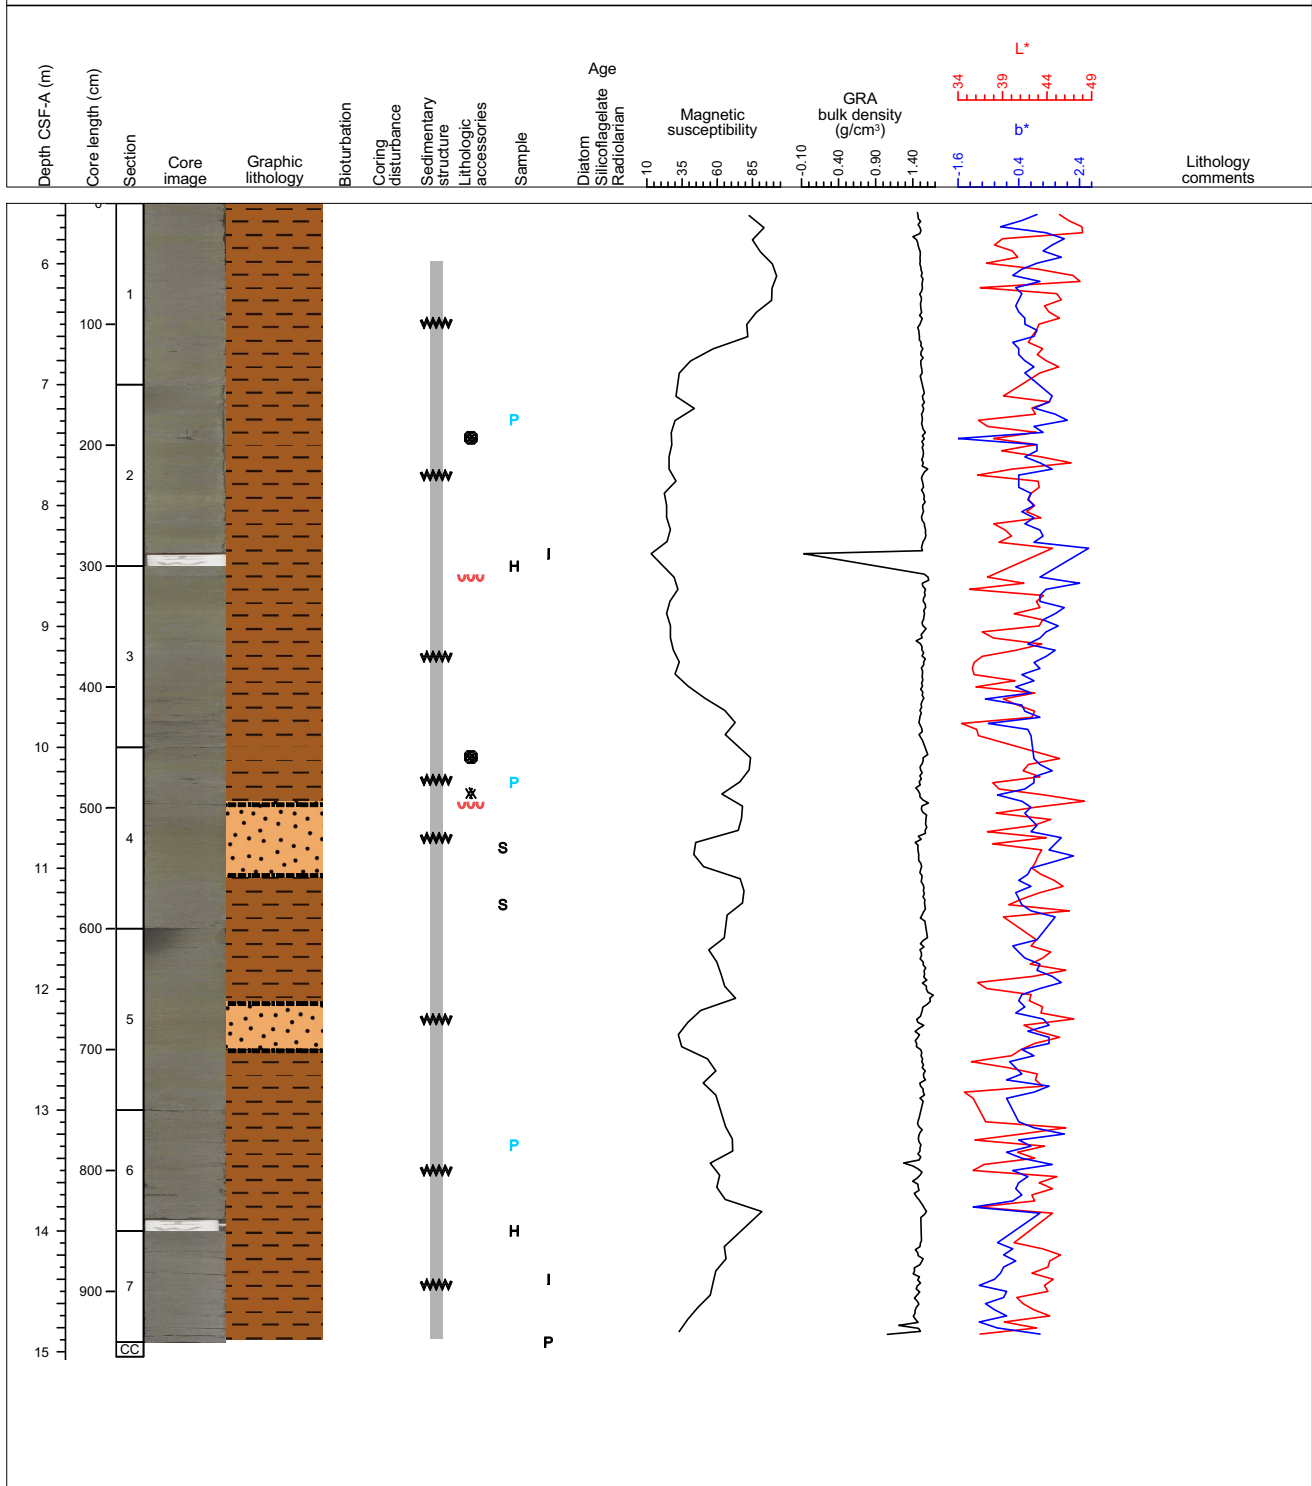 Depth CSF-A (m)
Core length (cm)
Section
Core
image
Graphic
lithology
Bioturbation
Coring
disturbance
Sedimentary
structure
Lithologic
accessories
Sample
Age
Diatom
Silicoflagelate
Radiolarian
Magnetic
susceptibility
10 35 60 85
GRA
bulk density
(g/cm³)
−0.10 0.40 0.90 1.40
L*
34 39 44 49
b*
−1.6 0.4 2.4
Lithology
comments
0
6
1
100
7
P
200
2
8
I
H
300
9
3
400
10
P
500
4
S
11
S
600
12
5
700
13
P
800
6
14
H
I
7
900
P
CC
15